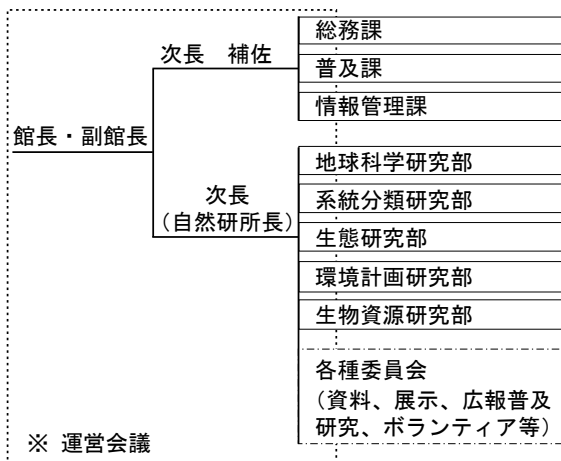 総務課
次長　補佐
普及課
情報管理課
館長・副館長
地球科学研究部
次長
（自然研所長）
系統分類研究部
生態研究部
環境計画研究部
生物資源研究部
各種委員会
（資料、展示、広報普及
研究、ボランティア等）
※ 運営会議